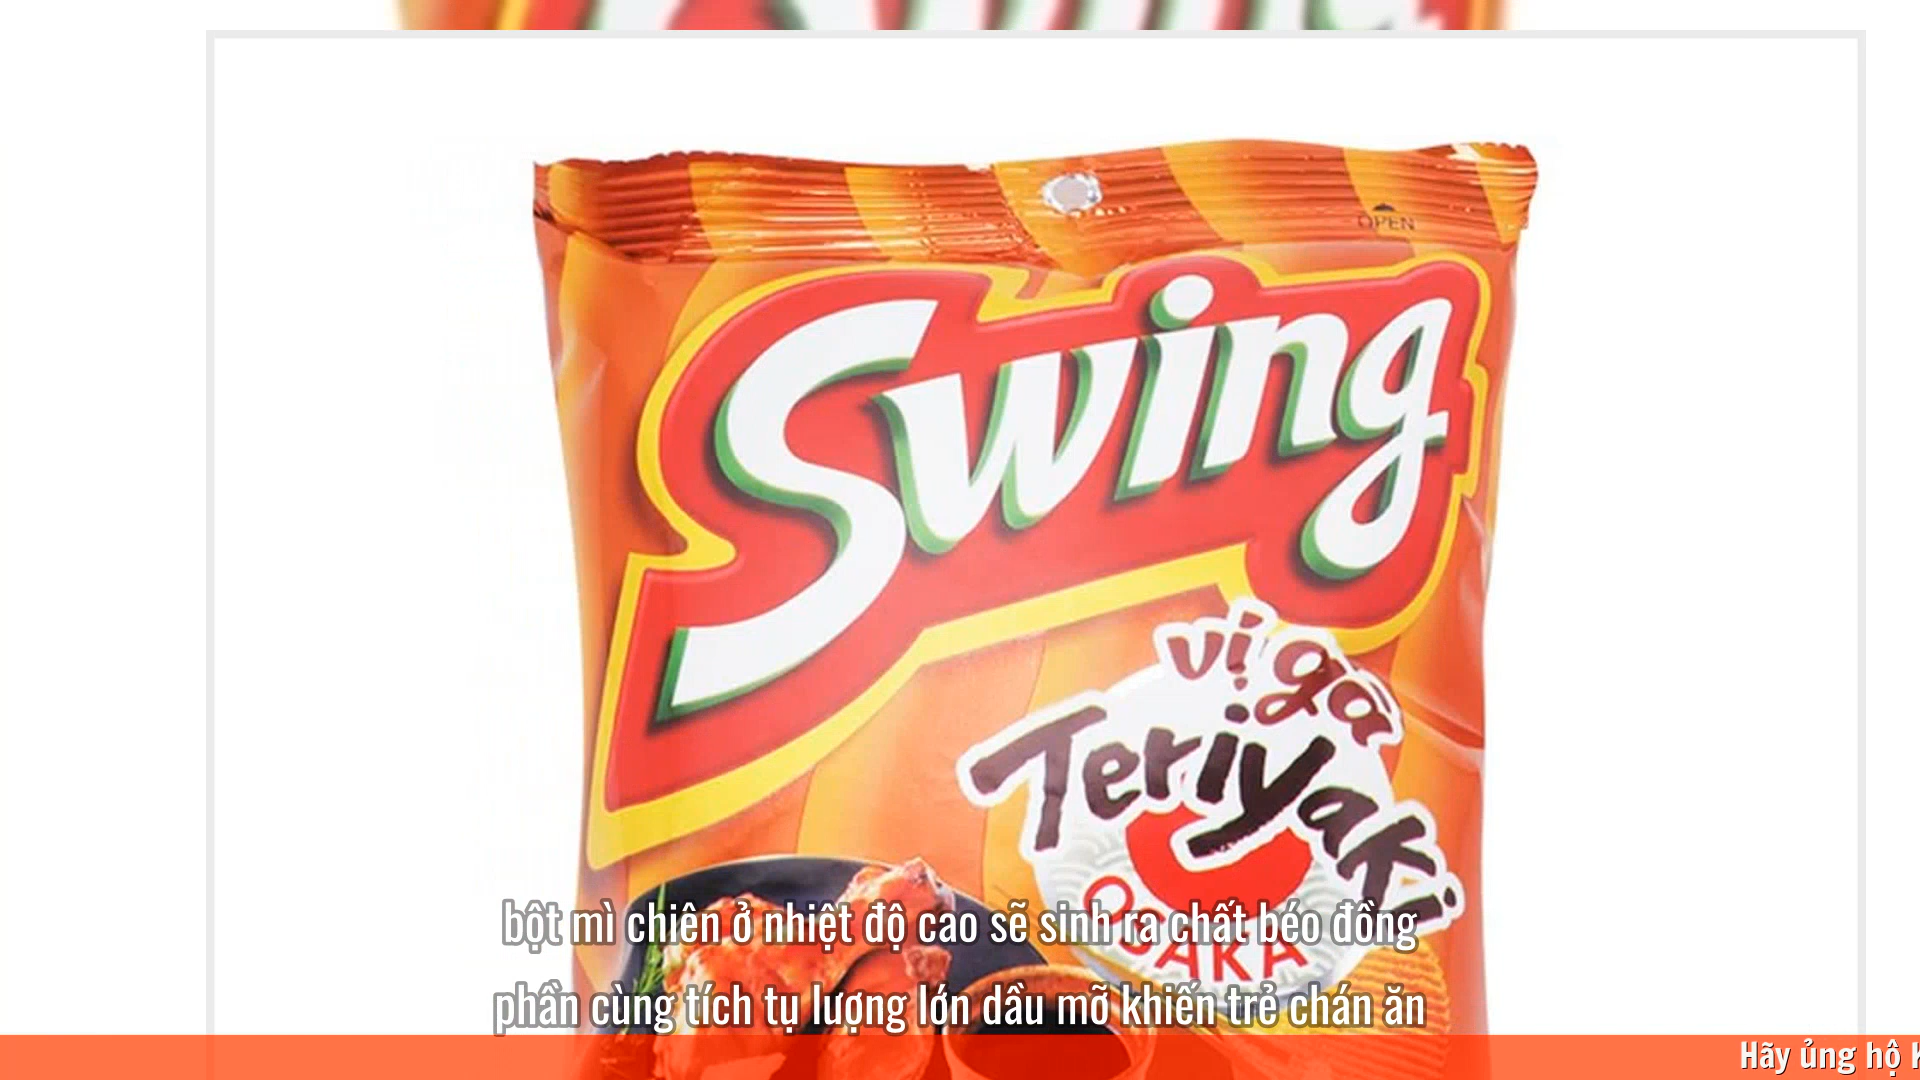 OPEN
Swing
vị gà
Teriyaki
OSAKA
bột mì chiên ở nhiệt độ cao sẽ sinh ra chất béo đồng
phần cùng tích tụ lượng lớn dầu mỡ khiến trẻ chán ăn
Hãy ủng hộ